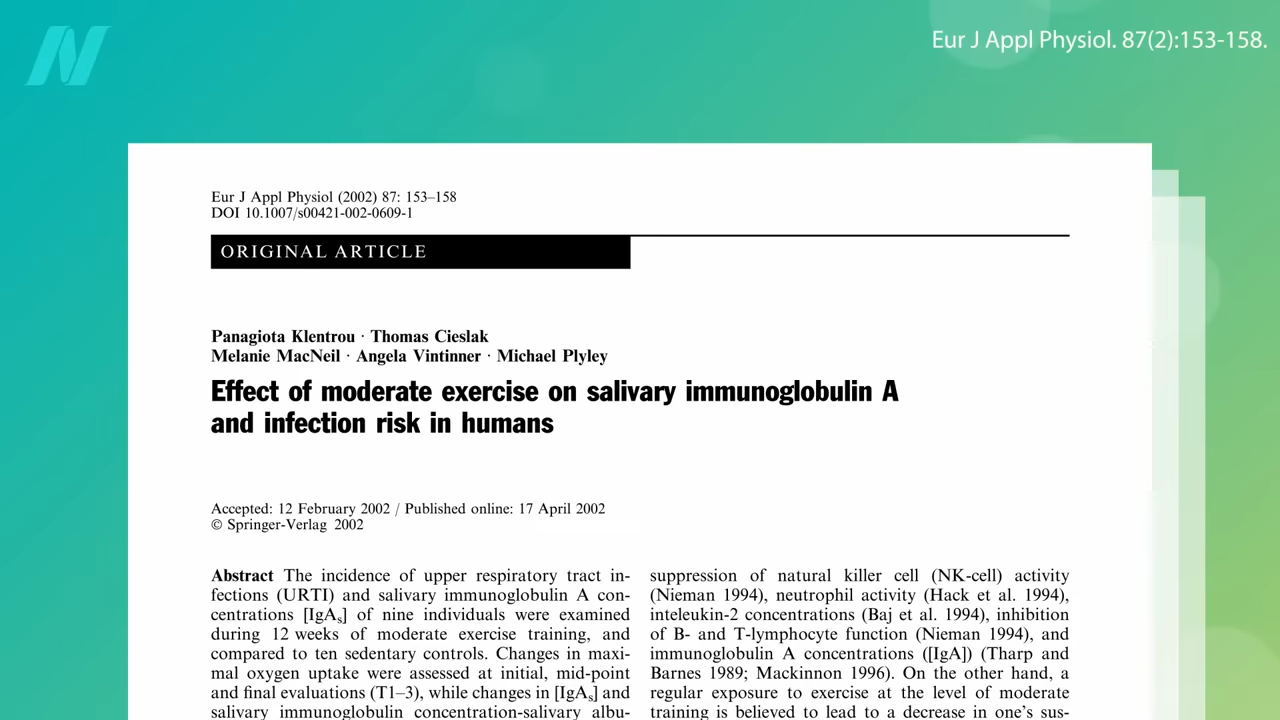 Eur J Appl Physiol. 87(2):153-158.
Eur J Appl Physiol (2002) 87: 153–158
DOI 10.1007/s00421-002-0609-1
ORIGINAL ARTICLE
Panagiota Klentrou · Thomas Cieslak
Melanie MacNeil · Angela Vintinner · Michael Plyley
Effect of moderate exercise on salivary immunoglobulin A
and infection risk in humans
Accepted: 12 February 2002 / Published online: 17 April 2002
© Springer-Verlag 2002
Abstract The incidence of upper respiratory tract in-
fections (URTI) and salivary immunoglobulin A con-
centrations [IgAs] of nine individuals were examined
during 12 weeks of moderate exercise training, and
compared to ten sedentary controls. Changes in maxi-
mal oxygen uptake were assessed at initial, mid-point
and final evaluations (T1–3), while changes in [IgAs] and
salivary immunoglobulin concentration-salivary albu-
suppression of natural killer cell (NK-cell) activity
(Nieman 1994), neutrophil activity (Hack et al. 1994),
inteleukin-2 concentrations (Baj et al. 1994), inhibition
of B- and T-lymphocyte function (Nieman 1994), and
immunoglobulin A concentrations ([IgA]) (Tharp and
Barnes 1989; Mackinnon 1996). On the other hand, a
regular exposure to exercise at the level of moderate
training is believed to lead to a decrease in one's sus-